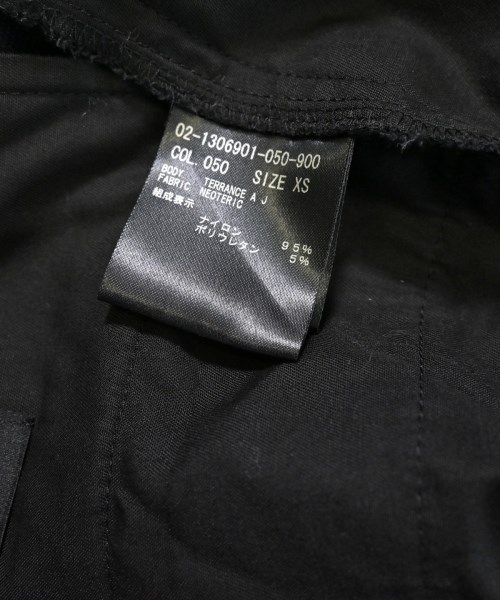 02-1306901-050-900
COL. 050 SIZE XS
BODY TERRANCE A J
FABRIC NEOTERIC
組成表示
ナイロン 95%
ポリウレタン 5%